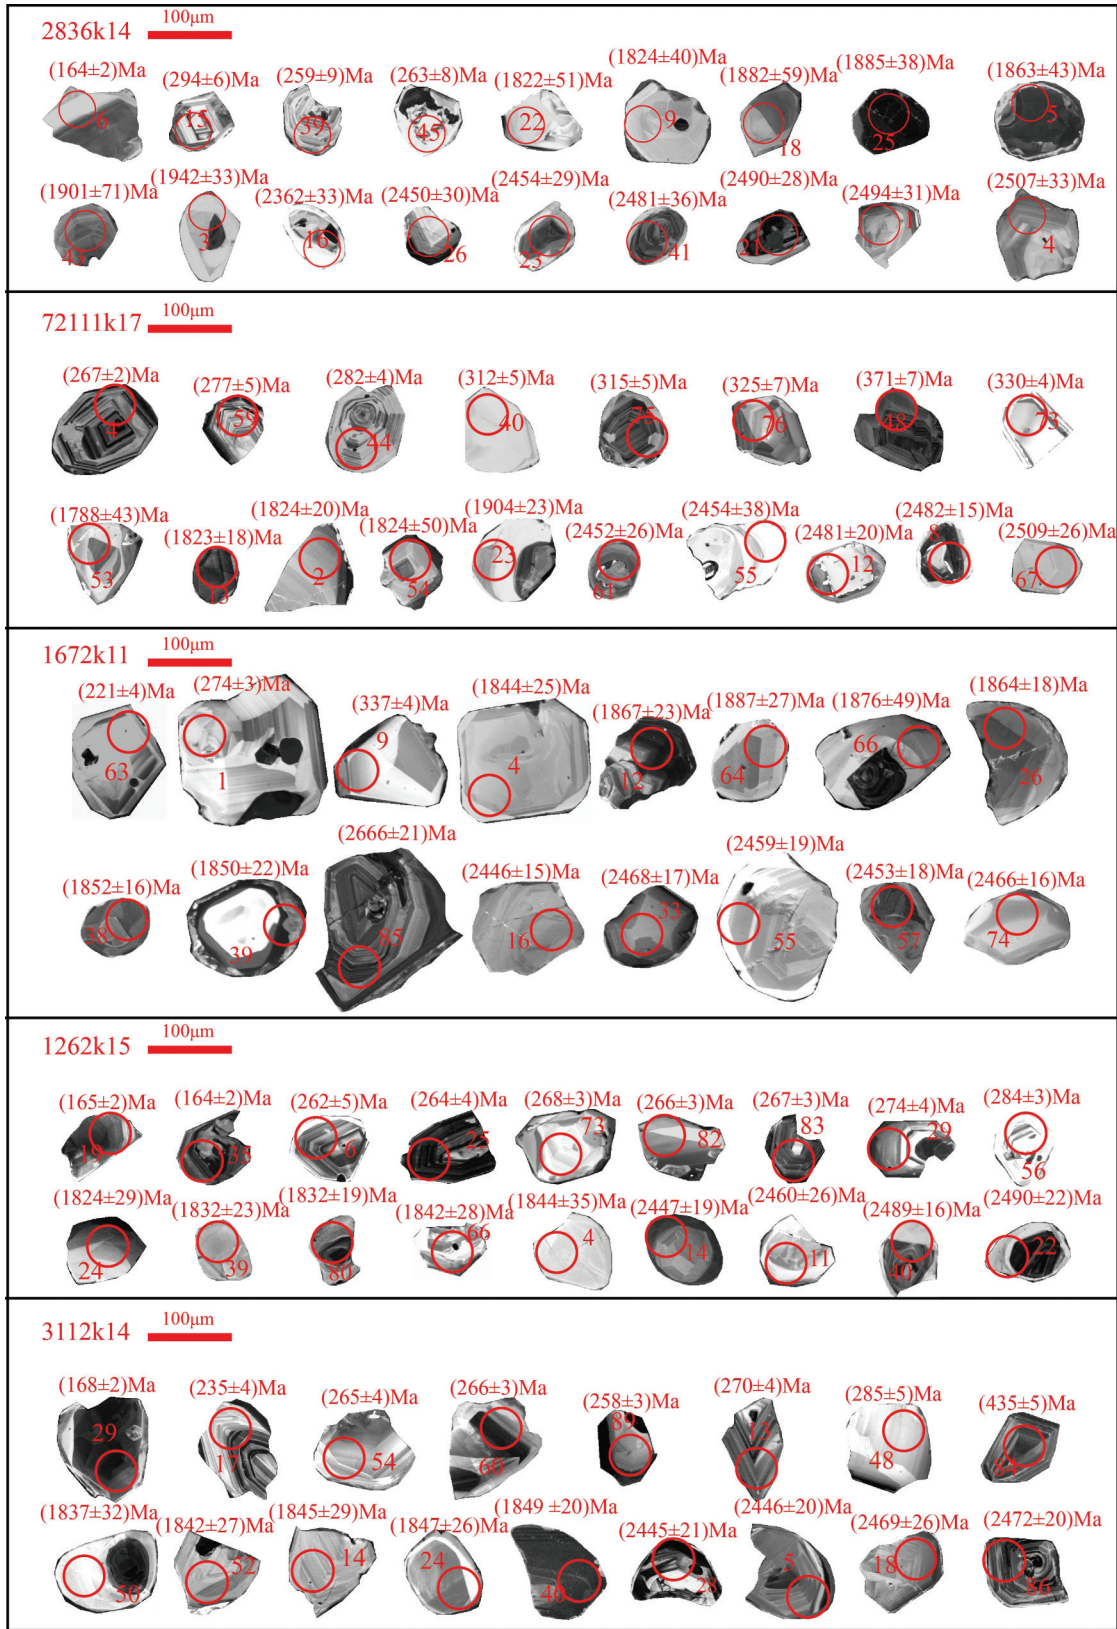 2836k14 100μm
(164±2)Ma (294±6)Ma (259±9)Ma (263±8)Ma (1822±51)Ma (1824±40)Ma (1882±59)Ma (1885±38)Ma (1863±43)Ma
6 15 39 45 22 9 18 25 5
(1901±71)Ma (1942±33)Ma (2362±33)Ma (2450±30)Ma (2454±29)Ma (2481±36)Ma (2490±28)Ma (2494±31)Ma (2507±33)Ma
43 3 16 26 23 41 21 1 4
72111k17 100μm
(267±2)Ma (277±5)Ma (282±4)Ma (312±5)Ma (315±5)Ma (325±7)Ma (371±7)Ma (330±4)Ma
4 59 44 40 75 76 48 73
(1788±43)Ma (1823±18)Ma (1824±20)Ma (1824±50)Ma (1904±23)Ma (2452±26)Ma (2454±38)Ma (2481±20)Ma (2482±15)Ma (2509±26)Ma
53 13 2 54 23 61 55 12 8 67
1672k11 100μm
(221±4)Ma (274±3)Ma (337±4)Ma (1844±25)Ma (1867±23)Ma (1887±27)Ma (1876±49)Ma (1864±18)Ma
63 1 9 4 12 64 66 26
(1852±16)Ma (1850±22)Ma (2666±21)Ma (2446±15)Ma (2468±17)Ma (2459±19)Ma (2453±18)Ma (2466±16)Ma
38 39 85 16 33 55 57 74
1262k15 100μm
(165±2)Ma (164±2)Ma (262±5)Ma (264±4)Ma (268±3)Ma (266±3)Ma (267±3)Ma (274±4)Ma (284±3)Ma
19 35 6 25 73 82 83 29 56
(1824±29)Ma (1832±23)Ma (1832±19)Ma (1842±28)Ma (1844±35)Ma (2447±19)Ma (2460±26)Ma (2489±16)Ma (2490±22)Ma
24 39 80 66 4 14 11 40 22
3112k14 100μm
(168±2)Ma (235±4)Ma (265±4)Ma (266±3)Ma (258±3)Ma (270±4)Ma (285±5)Ma (435±5)Ma
29 17 54 60 89 13 48 84
(1837±32)Ma (1842±27)Ma (1845±29)Ma (1847±26)Ma (1849 ±20)Ma (2445±21)Ma (2446±20)Ma (2469±26)Ma (2472±20)Ma
50 52 14 24 40 28 5 18 86